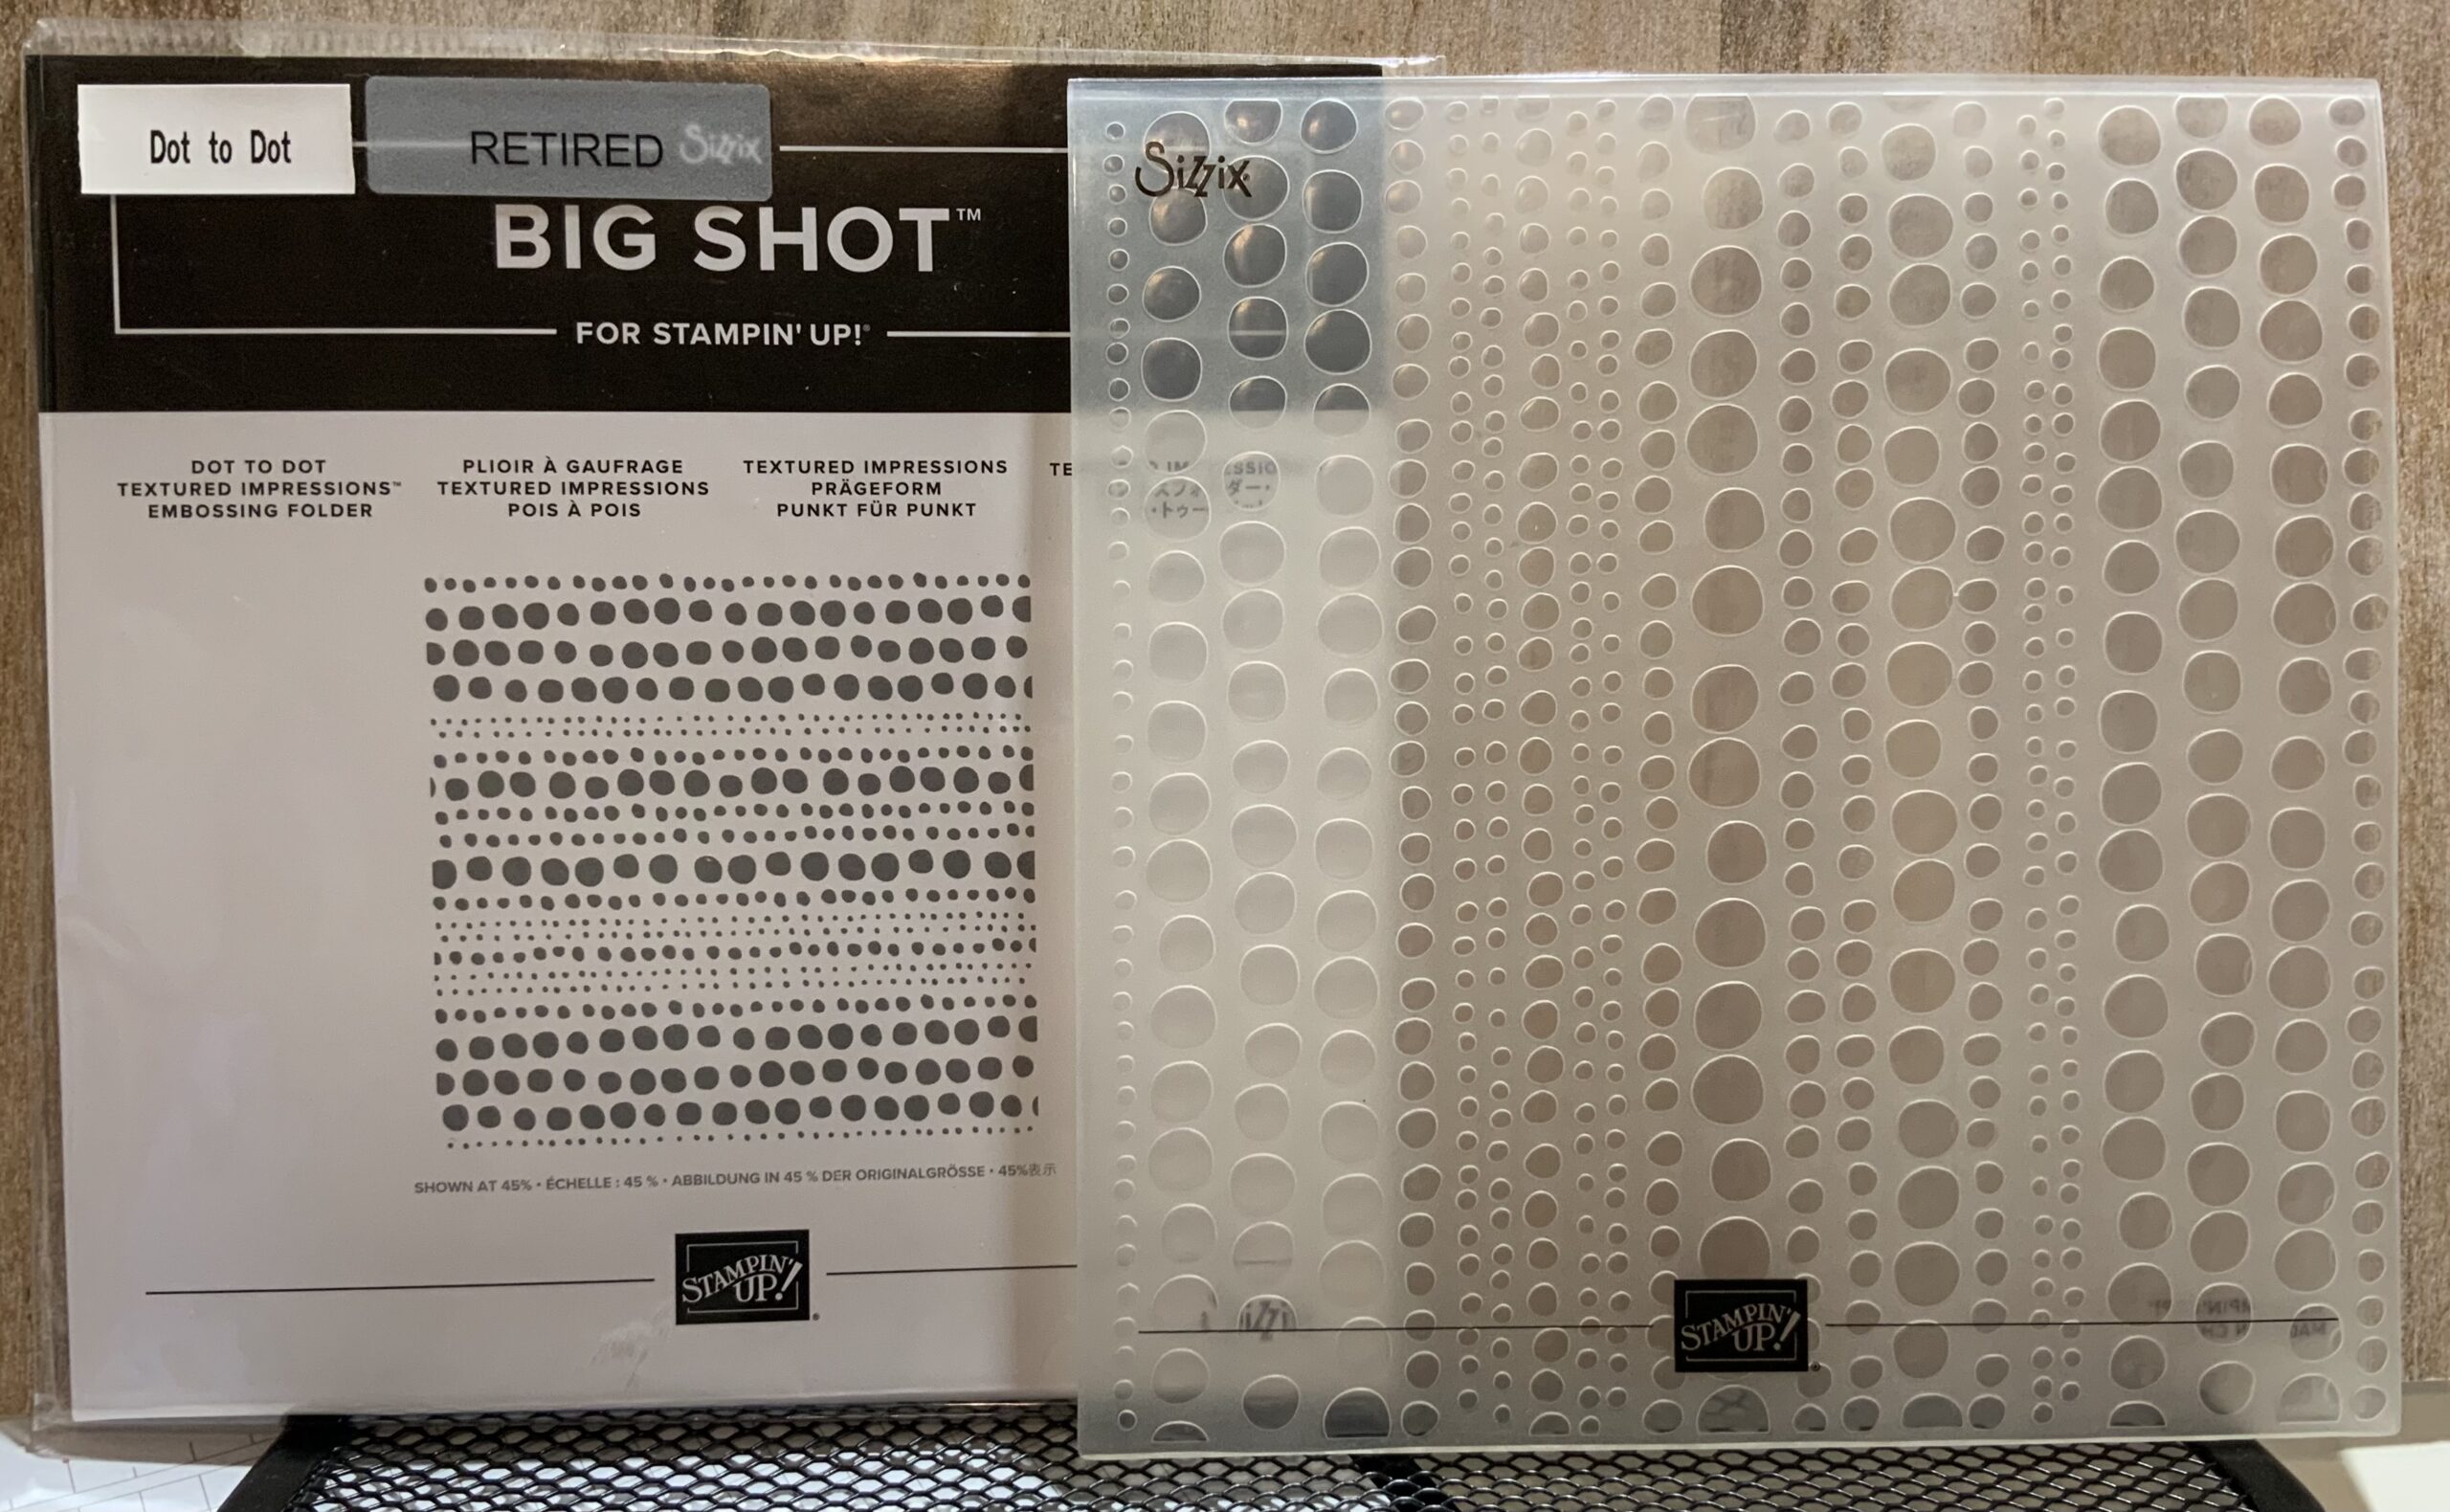 Dot to Dot
RETIRED Sizzix
BIG SHOT™
FOR STAMPIN' UP!®
DOT TO DOT
TEXTURED IMPRESSIONS™
EMBOSSING FOLDER
PLIOIR À GAUFRAGE
TEXTURED IMPRESSIONS
POIS À POIS
TEXTURED IMPRESSIONS
PRÄGEFORM
PUNKT FÜR PUNKT
TE
SHOWN AT 45% • ÉCHELLE : 45 % • ABBILDUNG IN 45 % DER ORIGINALGRÖSSE • 45%表示
STAMPIN'
UP!®
Sizzix
STAMPIN'
UP!®